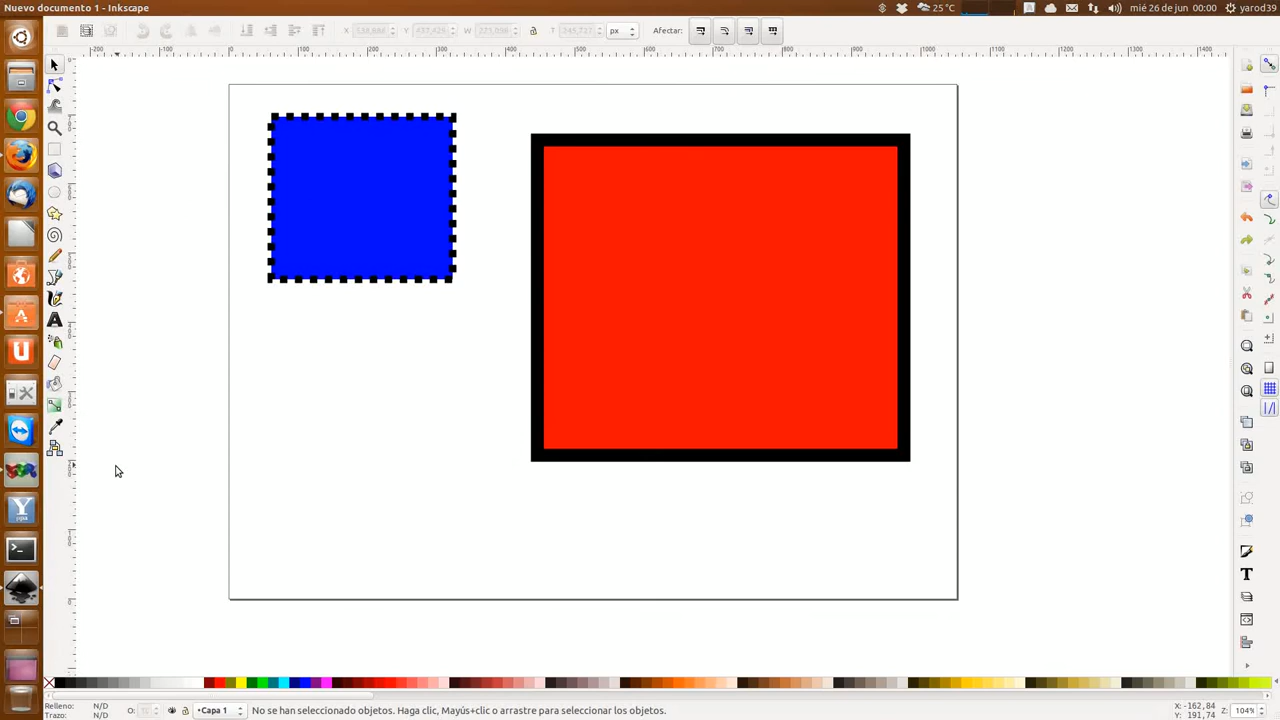 Nuevo documento 1 - Inkscape
25°C
mié 26 de jun 00:00
yarod39
X
Y
W
T
px
Afectar:
Relleno: N/D
Trazo: N/D
O:
Capa 1
No se han seleccionado objetos. Haga clic, Mayús+clic o arrastre para seleccionar los objetos.
X: -162,84
Y: 191,74
Z: 104%